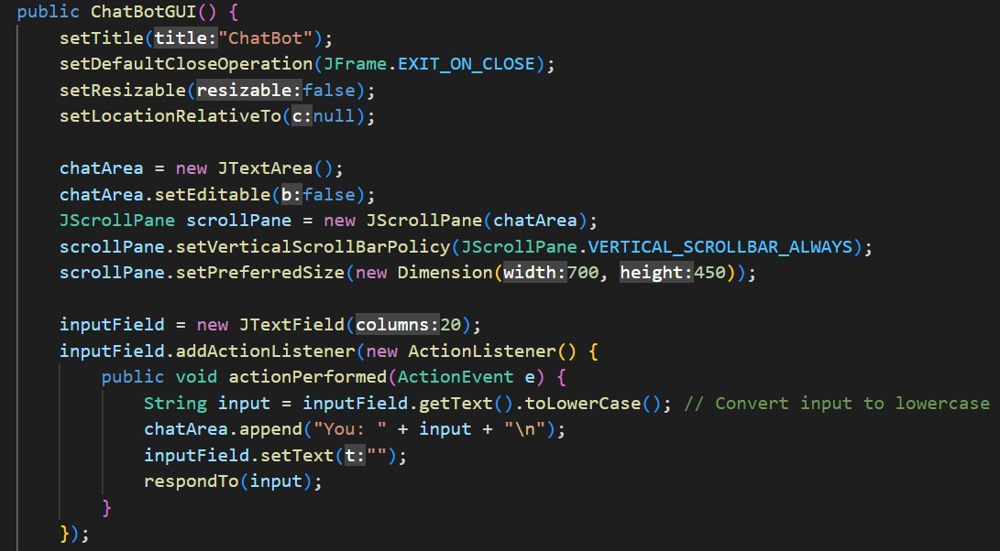 public ChatBotGUI() {
    setTitle(title:"ChatBot");
    setDefaultCloseOperation(JFrame.EXIT_ON_CLOSE);
    setResizable(resizable:false);
    setLocationRelativeTo(c:null);

    chatArea = new JTextArea();
    chatArea.setEditable(b:false);
    JScrollPane scrollPane = new JScrollPane(chatArea);
    scrollPane.setVerticalScrollBarPolicy(JScrollPane.VERTICAL_SCROLLBAR_ALWAYS);
    scrollPane.setPreferredSize(new Dimension(width:700, height:450));

    inputField = new JTextField(columns:20);
    inputField.addActionListener(new ActionListener() {
        public void actionPerformed(ActionEvent e) {
            String input = inputField.getText().toLowerCase(); // Convert input to lowercase
            chatArea.append("You: " + input + "\n");
            inputField.setText(t:"");
            respondTo(input);
        }
    });